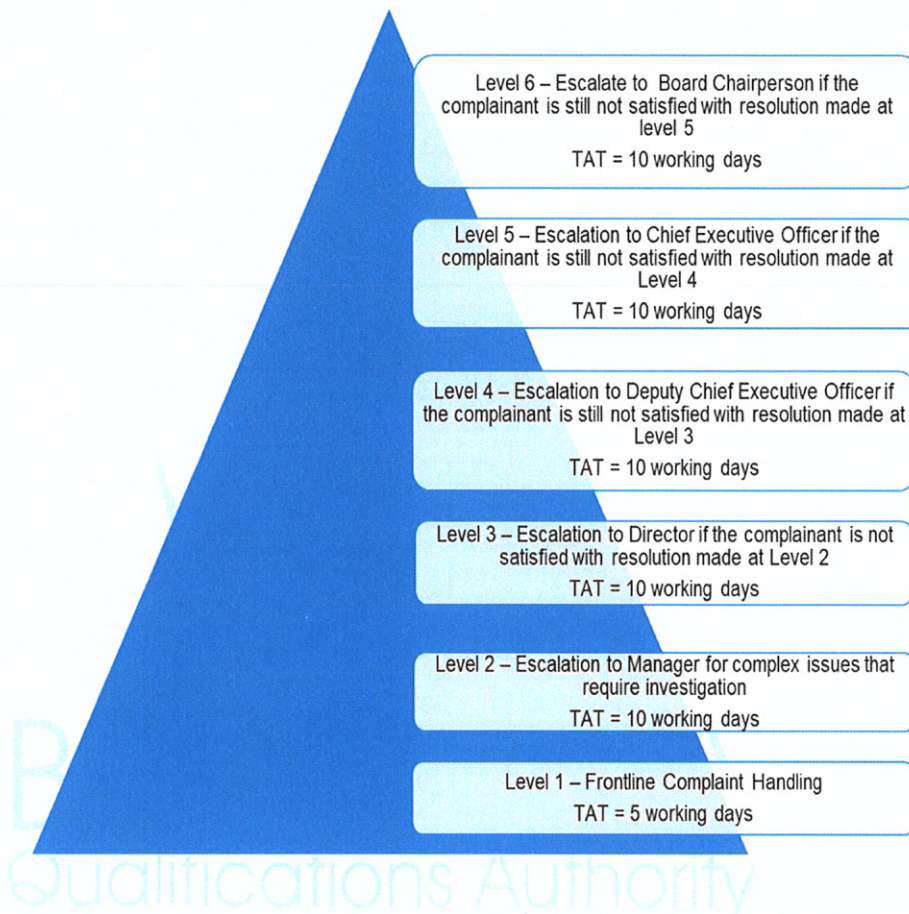 Level 6 – Escalate to Board Chairperson if the
complainant is still not satisfied with resolution made at
level 5
TAT = 10 working days
Level 5 – Escalation to Chief Executive Officer if the
complainant is still not satisfied with resolution made at
Level 4
TAT = 10 working days
Level 4 – Escalation to Deputy Chief Executive Officer if
the complainant is still not satisfied with resolution made at
Level 3
TAT = 10 working days
Level 3 – Escalation to Director if the complainant is not
satisfied with resolution made at Level 2
TAT = 10 working days
Level 2 – Escalation to Manager for complex issues that
require investigation
TAT = 10 working days
Level 1 – Frontline Complaint Handling
TAT = 5 working days
Qualifications Authority